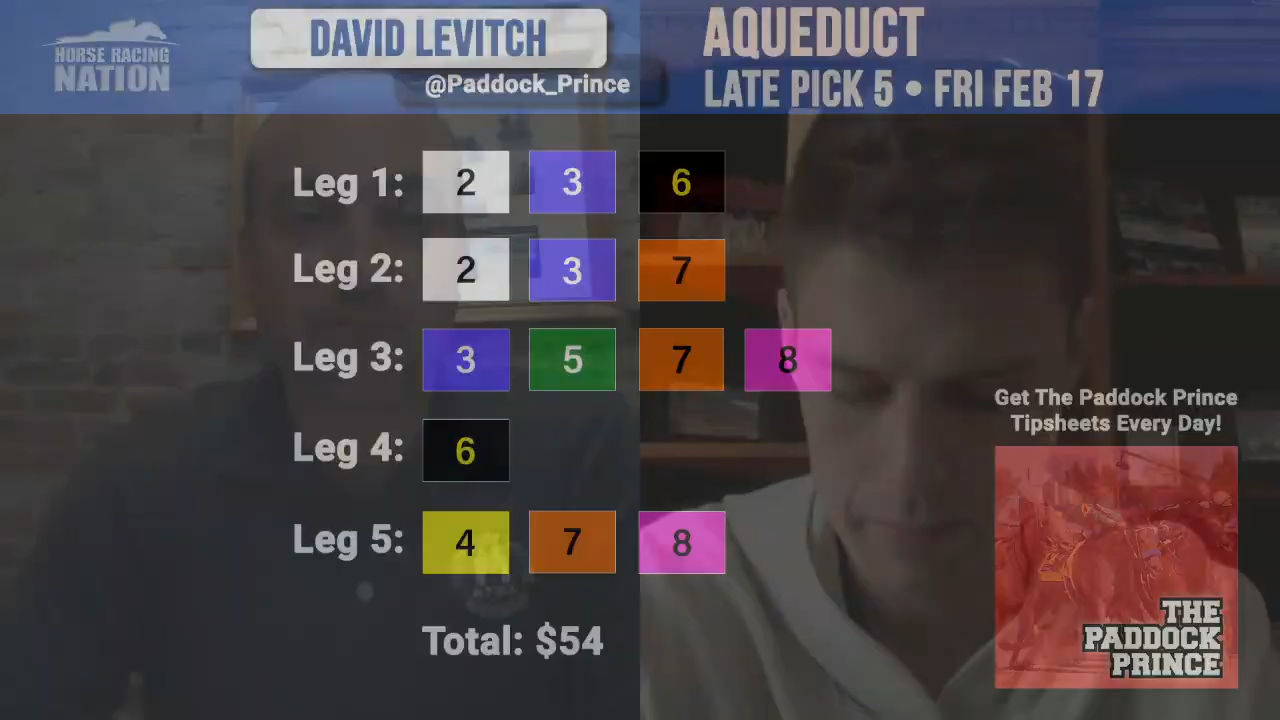 HORSE RACING
NATION
DAVID LEVITCH
@Paddock_Prince
AQUEDUCT
LATE PICK 5 • FRI FEB 17
Leg 1: 2 3 6
Leg 2: 2 3 7
Leg 3: 3 5 7 8
Leg 4: 6
Leg 5: 4 7 8
Total: $54
Get The Paddock Prince
Tipsheets Every Day!
THE
PADDOCK
PRINCE